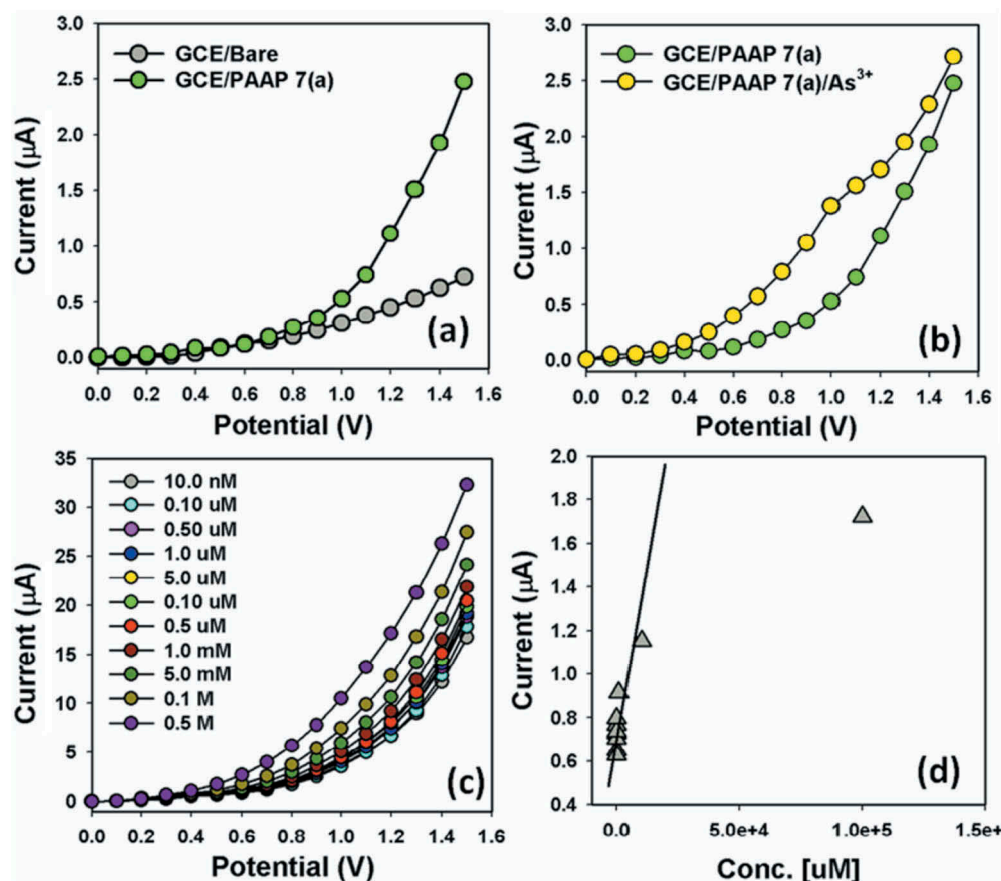 3.0
2.5
2.0
1.5
1.0
0.5
0.0
Current (μA)
GCE/Bare
GCE/PAAP 7(a)
(a)
0.0 0.2 0.4 0.6 0.8 1.0 1.2 1.4 1.6
Potential (V)
3.0
2.5
2.0
1.5
1.0
0.5
0.0
Current (μA)
GCE/PAAP 7(a)
GCE/PAAP 7(a)/As³⁺
(b)
0.0 0.2 0.4 0.6 0.8 1.0 1.2 1.4 1.6
Potential (V)
35
30
25
20
15
10
5
0
Current (μA)
10.0 nM
0.10 uM
0.50 uM
1.0 uM
5.0 uM
0.10 uM
0.5 uM
1.0 mM
5.0 mM
0.1 M
0.5 M
(c)
0.0 0.2 0.4 0.6 0.8 1.0 1.2 1.4 1.6
Potential (V)
2.0
1.8
1.6
1.4
1.2
1.0
0.8
0.6
0.4
Current (μA)
(d)
0.0 5.0e+4 1.0e+5 1.5e+
Conc. [uM]